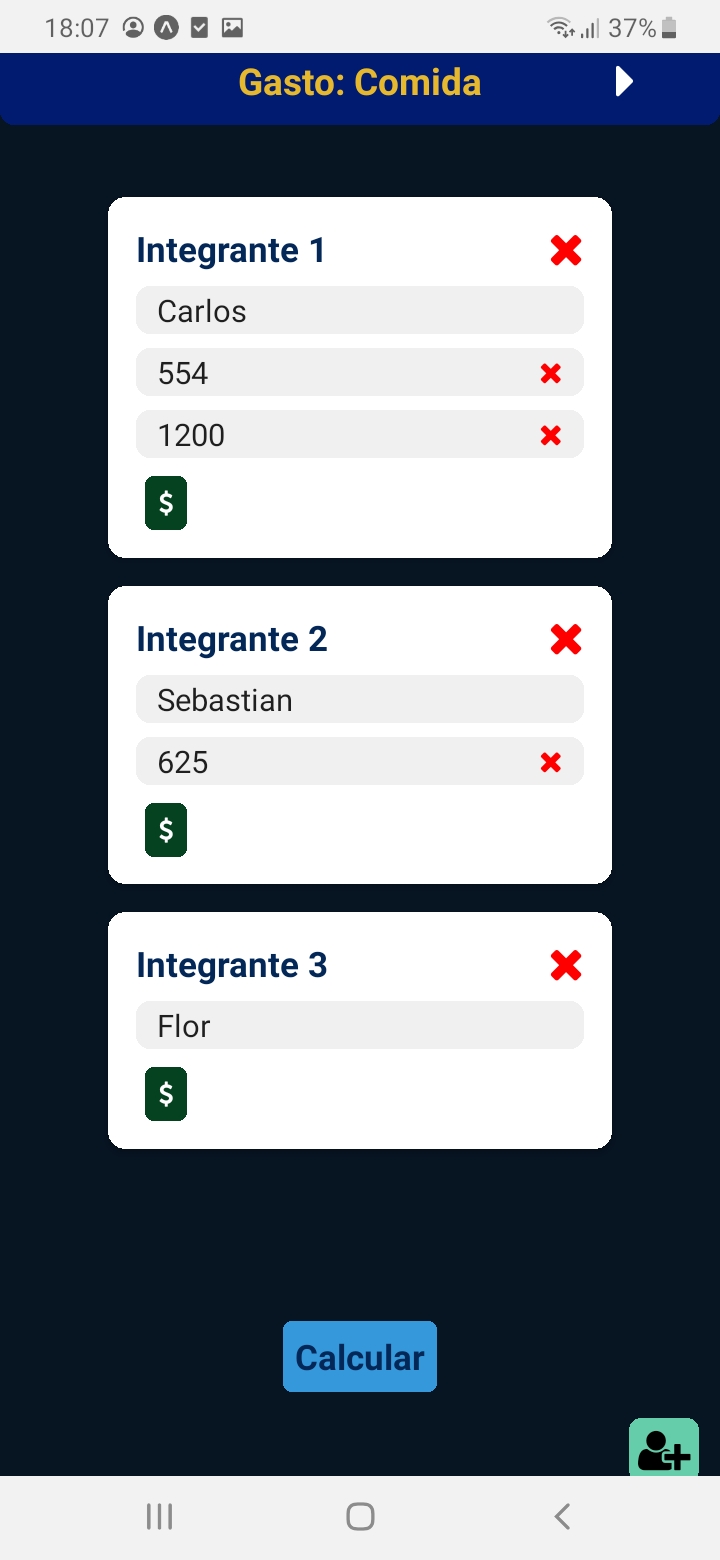 18:07 37%
Gasto: Comida
Integrante 1
Carlos
554
1200
$
Integrante 2
Sebastian
625
$
Integrante 3
Flor
$
Calcular